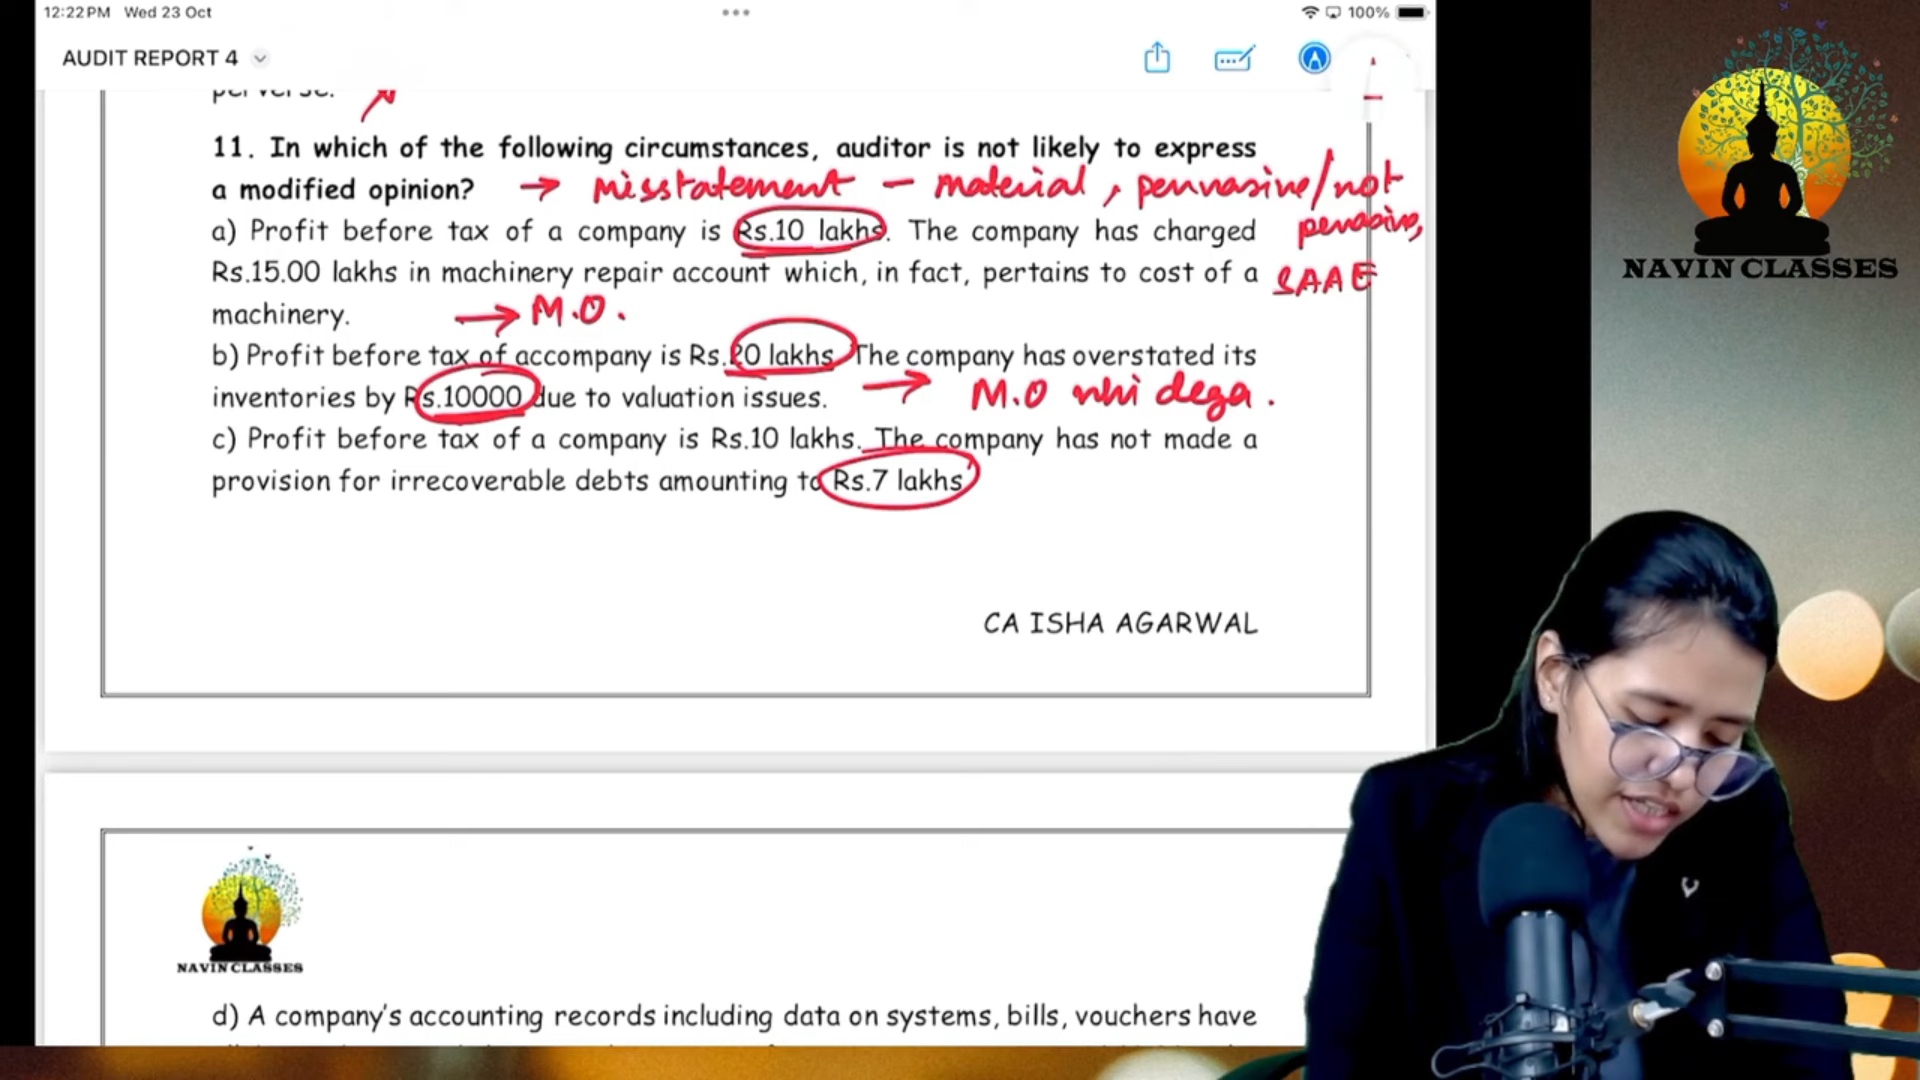 12:22 PM Wed 23 Oct
100%
AUDIT REPORT 4
perverse.
11. In which of the following circumstances, auditor is not likely to express
a modified opinion? → misstatement - material, pervasive/not
pervasive,
SAAE
a) Profit before tax of a company is Rs.10 lakhs. The company has charged
Rs.15.00 lakhs in machinery repair account which, in fact, pertains to cost of a
machinery. → M.O.
b) Profit before tax of accompany is Rs.20 lakhs. The company has overstated its
inventories by Rs.10000 due to valuation issues. → M.O nhi dega.
c) Profit before tax of a company is Rs.10 lakhs. The company has not made a
provision for irrecoverable debts amounting to Rs.7 lakhs
CA ISHA AGARWAL
NAVIN CLASSES
d) A company's accounting records including data on systems, bills, vouchers have
NAVIN CLASSES